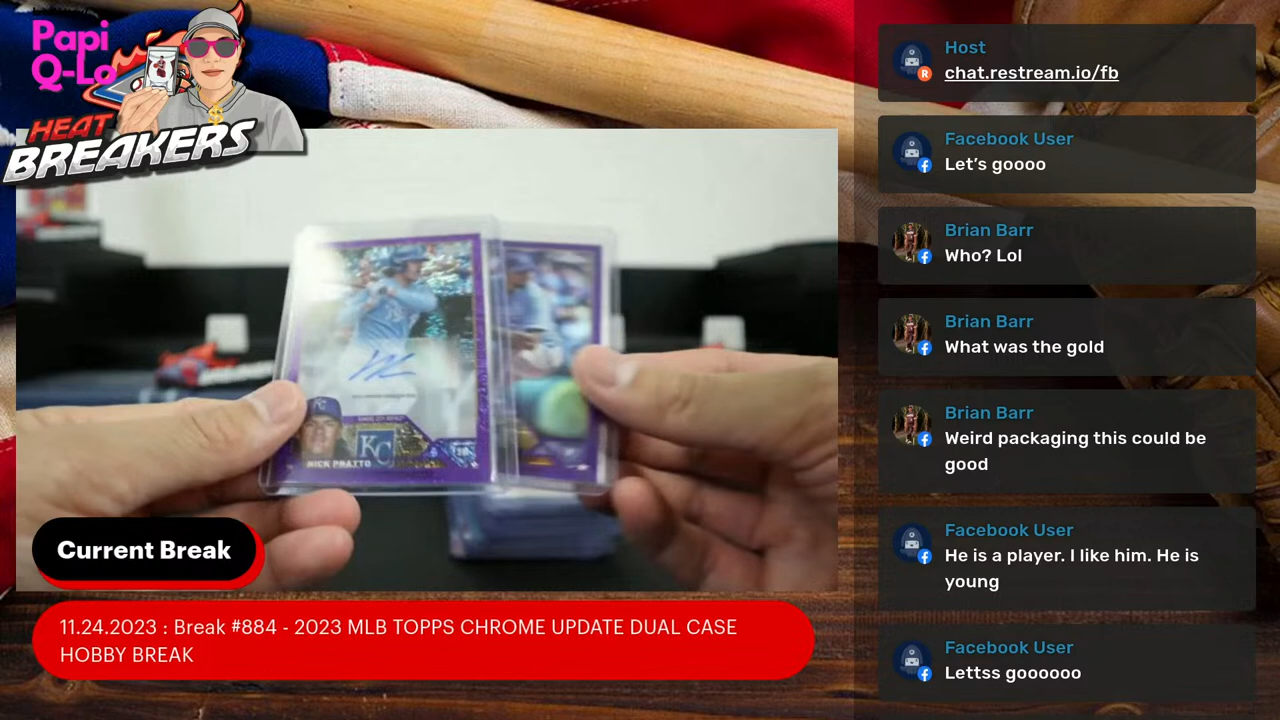 Papi
Q-Lo
HEAT
BREAKERS
KC
NICK PRATTO
Current Break
11.24.2023 : Break #884 - 2023 MLB TOPPS CHROME UPDATE DUAL CASE
HOBBY BREAK
Host
chat.restream.io/fb
Facebook User
Let’s goooo
Brian Barr
Who? Lol
Brian Barr
What was the gold
Brian Barr
Weird packaging this could be
good
Facebook User
He is a player. I like him. He is
young
Facebook User
Lettss goooooo